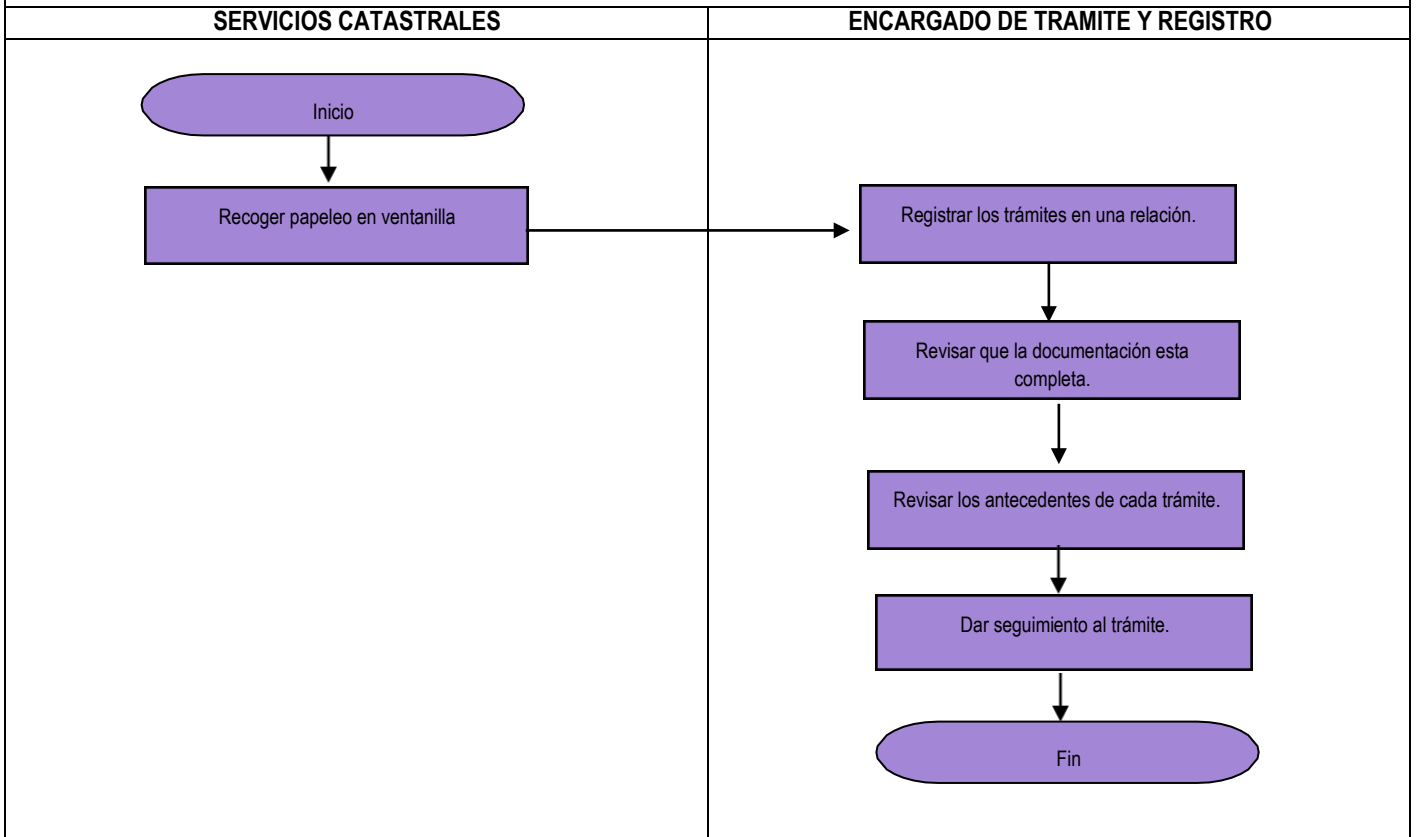 SERVICIOS CATASTRALES
ENCARGADO DE TRAMITE Y REGISTRO
Inicio
Recoger papeleo en ventanilla
Registrar los trámites en una relación.
Revisar que la documentación esta
completa.
Revisar los antecedentes de cada trámite.
Dar seguimiento al trámite.
Fin